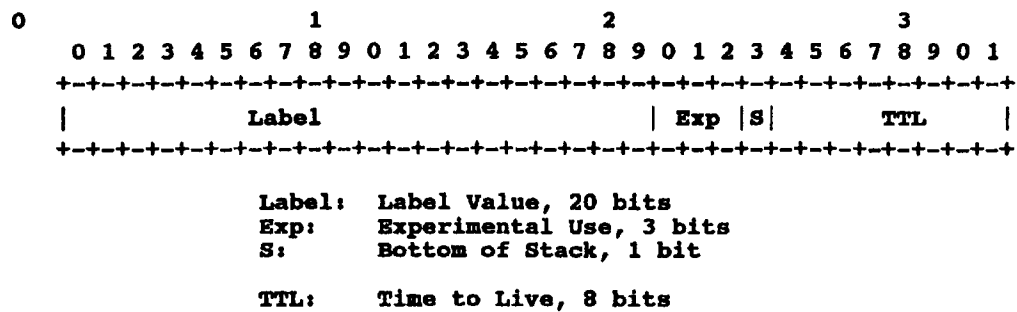 0                   1                   2                   3
0 1 2 3 4 5 6 7 8 9 0 1 2 3 4 5 6 7 8 9 0 1 2 3 4 5 6 7 8 9 0 1
+-+-+-+-+-+-+-+-+-+-+-+-+-+-+-+-+-+-+-+-+-+-+-+-+-+-+-+-+-+-+-+-+
| Label | Exp |S| TTL |
+-+-+-+-+-+-+-+-+-+-+-+-+-+-+-+-+-+-+-+-+-+-+-+-+-+-+-+-+-+-+-+-+
Label: Label Value, 20 bits
Exp: Experimental Use, 3 bits
S: Bottom of Stack, 1 bit
TTL: Time to Live, 8 bits